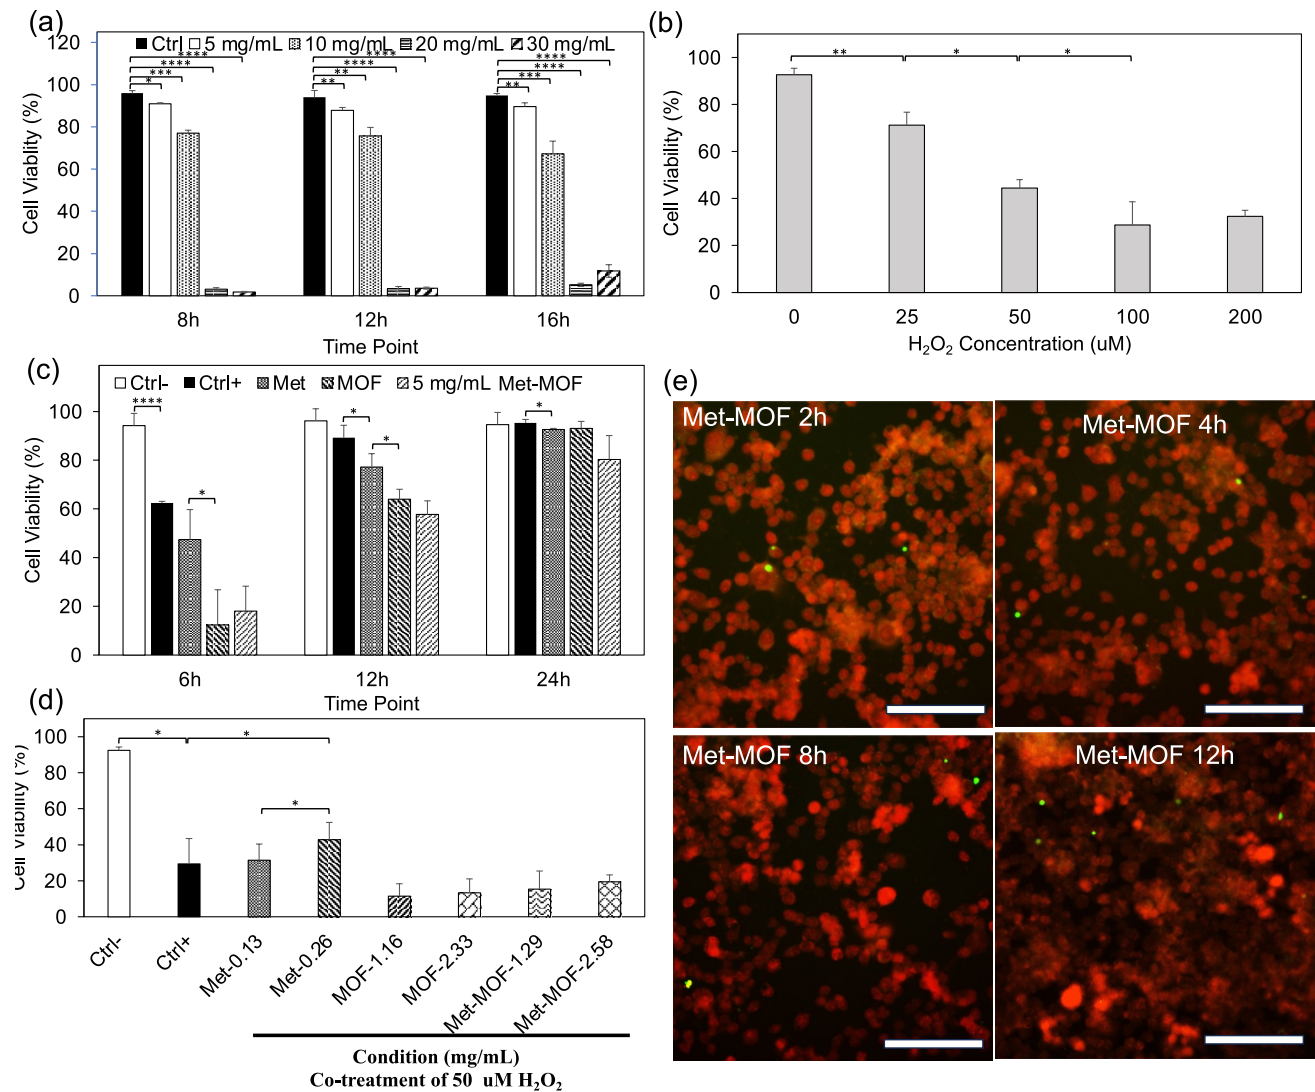 (a)
Ctrl 5 mg/mL 10 mg/mL 20 mg/mL 30 mg/mL
120
100
80
60
40
20
0
Cell Viablity (%)
**** **** *** *
**** **** ** **
**** **** *** **
8h 12h 16h
Time Point
(b)
100
80
60
40
20
0
Cell Viability (%)
** * *
0 25 50 100 200
H₂O₂ Concentration (uM)
(c)
Ctrl- Ctrl+ Met MOF 5 mg/mL Met-MOF
100
80
60
40
20
0
Cell Viability (%)
**** * * * *
6h 12h 24h
Time Point
(d)
100
80
60
40
20
0
Cell Viability (%)
* * *
Ctrl- Ctrl+ Met-0.13 Met-0.26 MOF-1.16 MOF-2.33 Met-MOF-1.29 Met-MOF-2.58
Condition (mg/mL)
Co-treatment of 50 uM H₂O₂
(e)
Met-MOF 2h
Met-MOF 4h
Met-MOF 8h
Met-MOF 12h